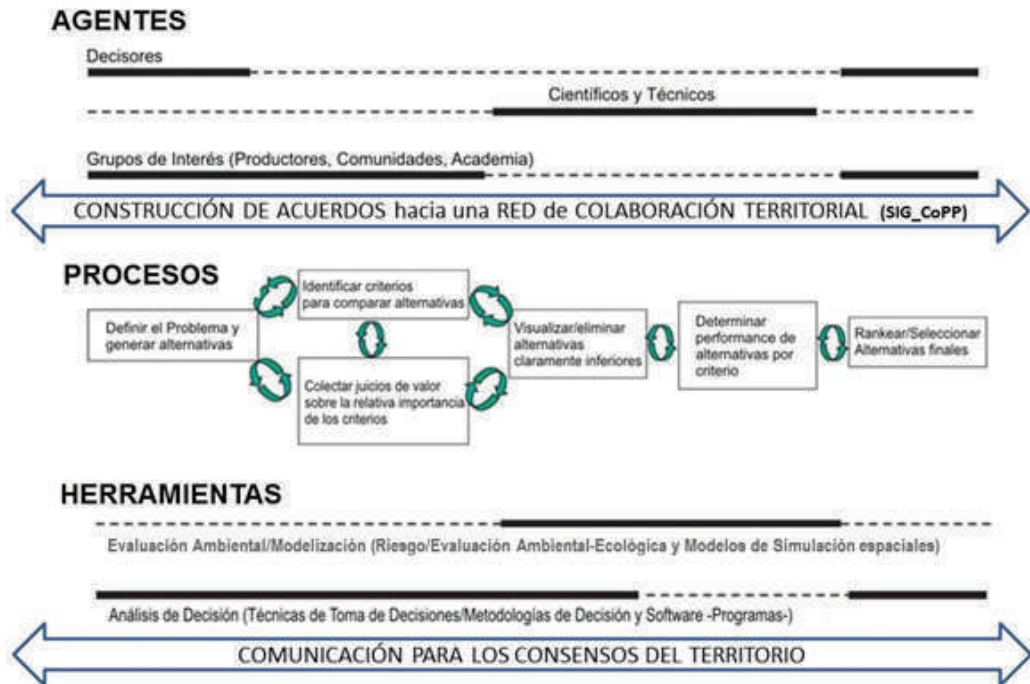 AGENTES
Decisores
Científicos y Técnicos
Grupos de Interés (Productores, Comunidades, Academia)
CONSTRUCCIÓN DE ACUERDOS hacia una RED de COLABORACIÓN TERRITORIAL (SIG_CoPP)
PROCESOS
Definir el Problema y
generar alternativas
Identificar criterios
para comparar alternativas
Colectar juicios de valor
sobre la relativa importancia
de los criterios
Visualizar/eliminar
alternativas
claramente inferiores
Determinar
performance de
alternativas por
criterio
Rankear/Seleccionar
Alternativas finales
HERRAMIENTAS
Evaluación Ambiental/Modelización (Riesgo/Evaluación Ambiental-Ecológica y Modelos de Simulación espaciales)
Análisis de Decisión (Técnicas de Toma de Decisiones/Metodologías de Decisión y Software -Programas-)
COMUNICACIÓN PARA LOS CONSENSOS DEL TERRITORIO